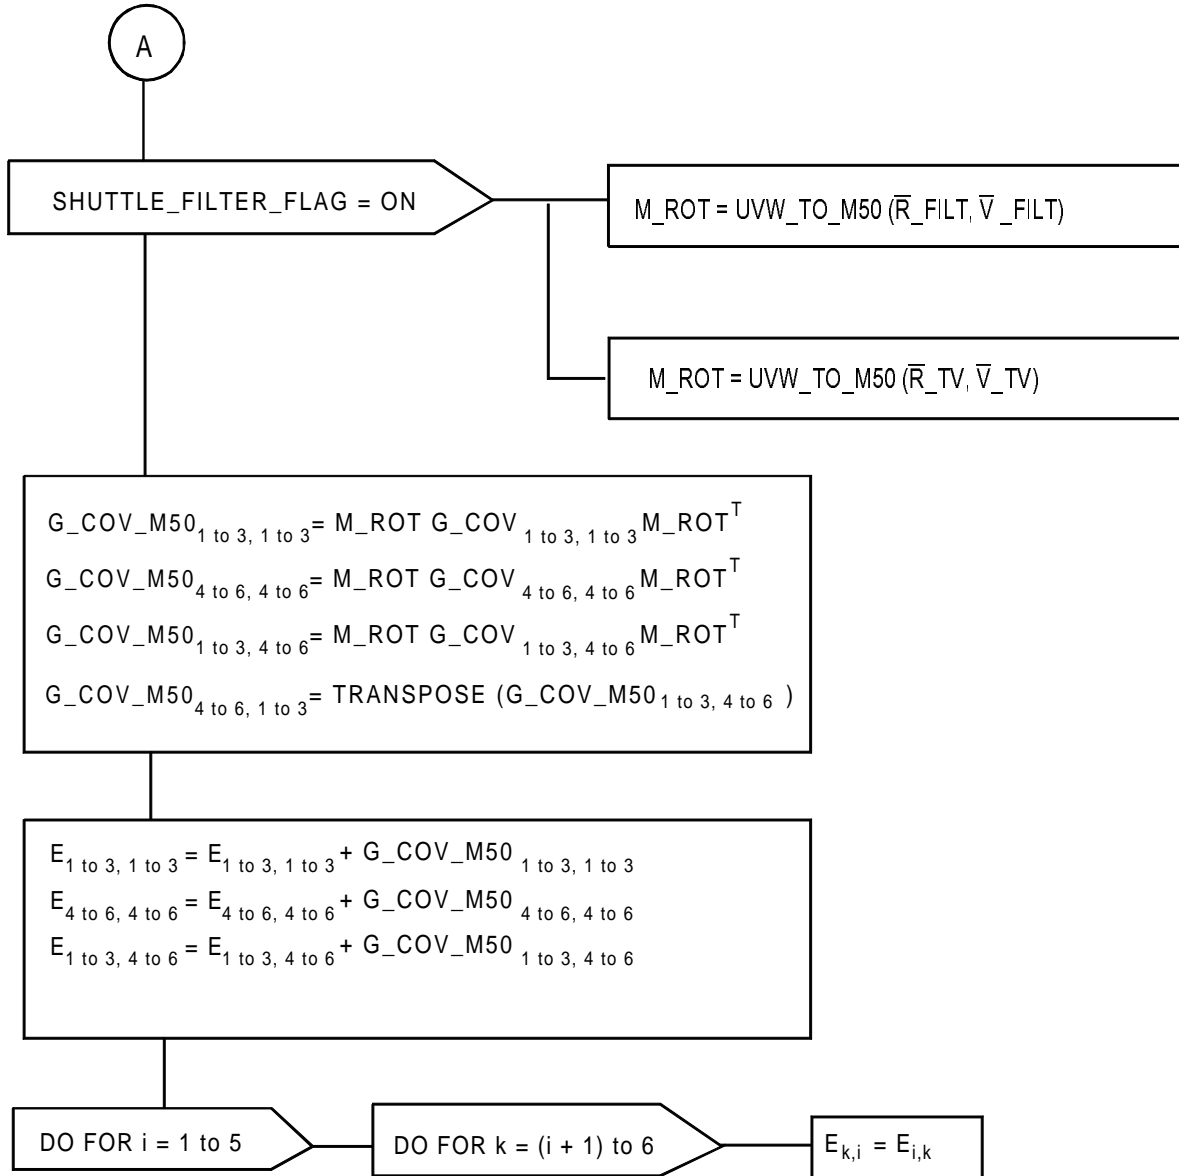 A
SHUTTLE_FILTER_FLAG = ON
M_ROT = UVW_TO_M50 (R̅_FILT, V̅_FILT)
M_ROT = UVW_TO_M50 (R̅_TV, V̅_TV)
G_COV_M50 1 to 3, 1 to 3 = M_ROT G_COV 1 to 3, 1 to 3 M_ROT T
G_COV_M50 4 to 6, 4 to 6 = M_ROT G_COV 4 to 6, 4 to 6 M_ROT T
G_COV_M50 1 to 3, 4 to 6 = M_ROT G_COV 1 to 3, 4 to 6 M_ROT T
G_COV_M50 4 to 6, 1 to 3 = TRANSPOSE (G_COV_M50 1 to 3, 4 to 6 )
E 1 to 3, 1 to 3 = E 1 to 3, 1 to 3 + G_COV_M50 1 to 3, 1 to 3
E 4 to 6, 4 to 6 = E 4 to 6, 4 to 6 + G_COV_M50 4 to 6, 4 to 6
E 1 to 3, 4 to 6 = E 1 to 3, 4 to 6 + G_COV_M50 1 to 3, 4 to 6
DO FOR i = 1 to 5
DO FOR k = (i + 1) to 6
E k,i = E i,k